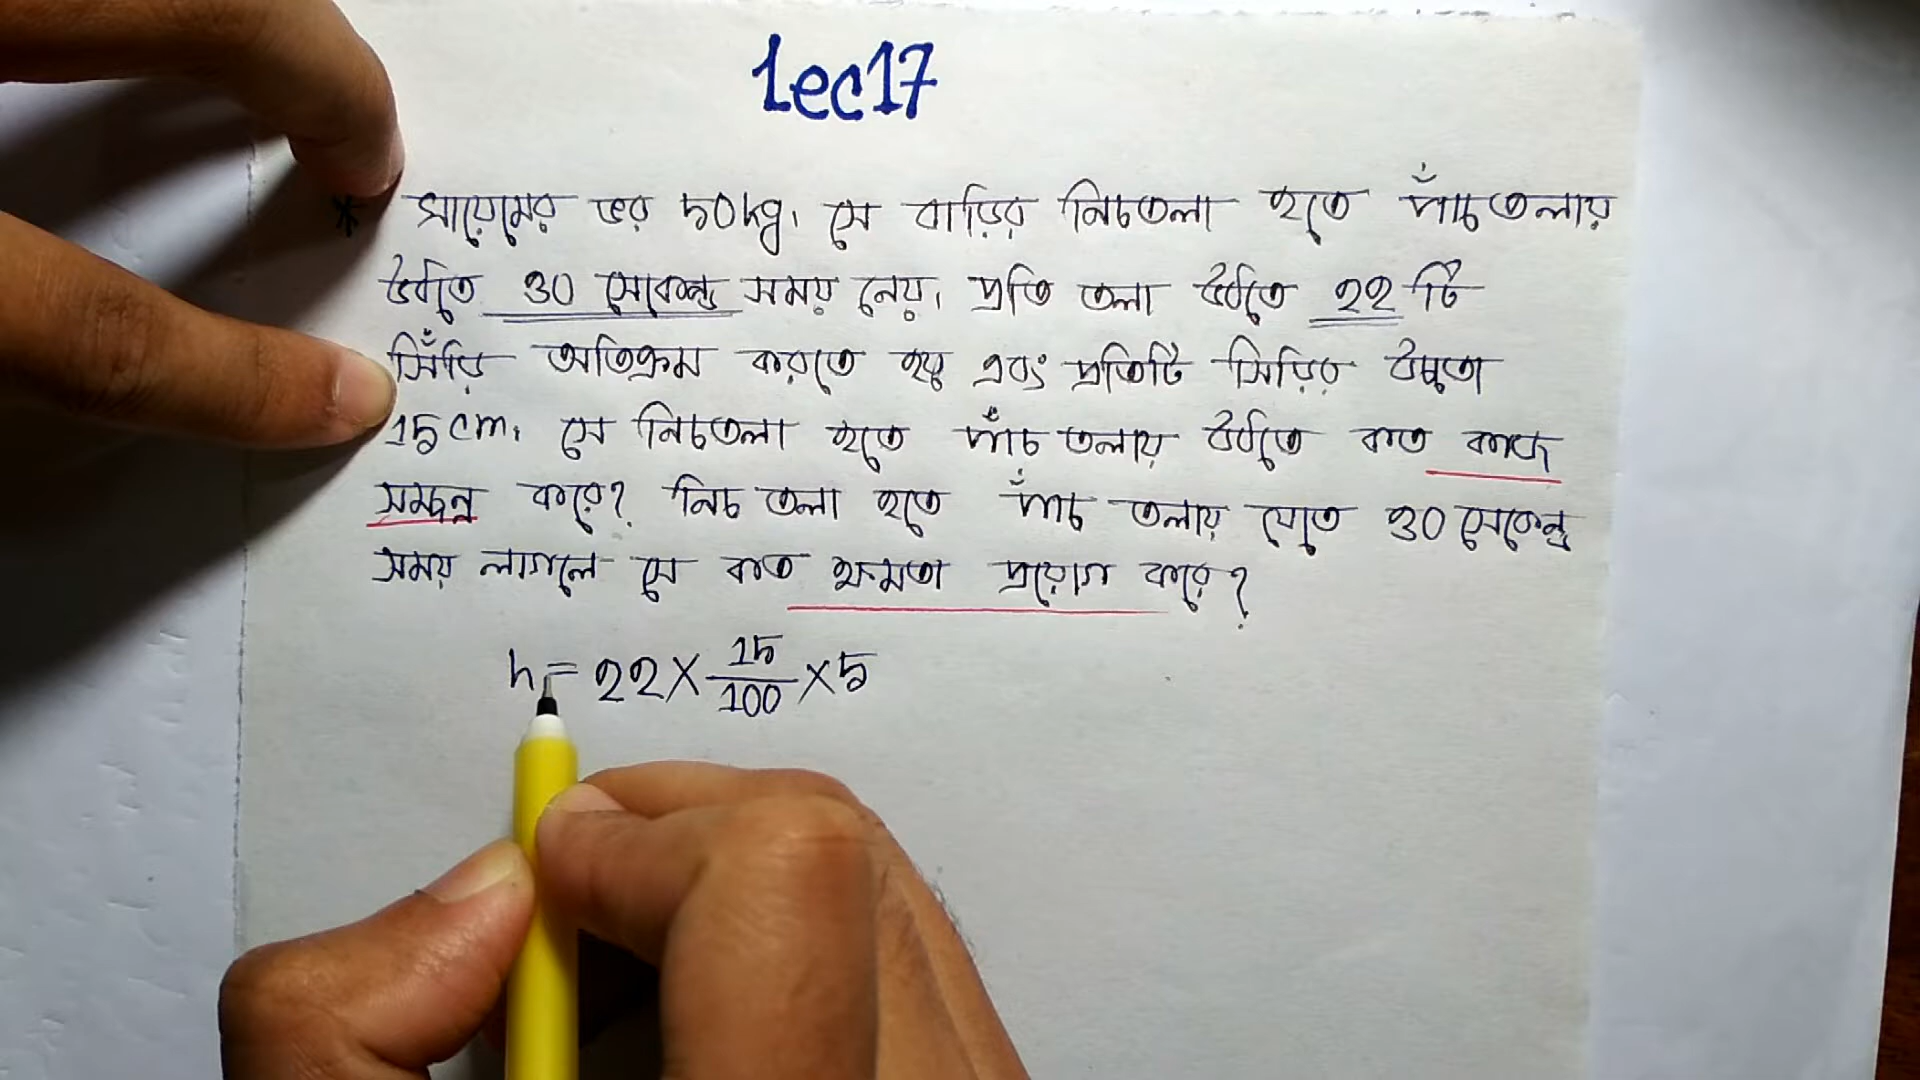 Lec17
* সায়েমের ভর 50kg। সে বাড়ির নিচতলা হতে পাঁচতলায়
উঠতে 30 সেকেন্ড সময় নেয়। প্রতি তলা উঠতে 22 টি
সিঁড়ি অতিক্রম করতে হয় এবং প্রতিটি সিড়ির উচ্চতা
15cm। সে নিচতলা হতে পাঁচ তলায় উঠতে কত কাজ
সম্পন্ন করে? নিচ তলা হতে পাঁচ তলায় যেতে 30 সেকেন্ড
সময় লাগলে সে কত ক্ষমতা প্রয়োগ করে?
h = 22 × 15/100 × 5